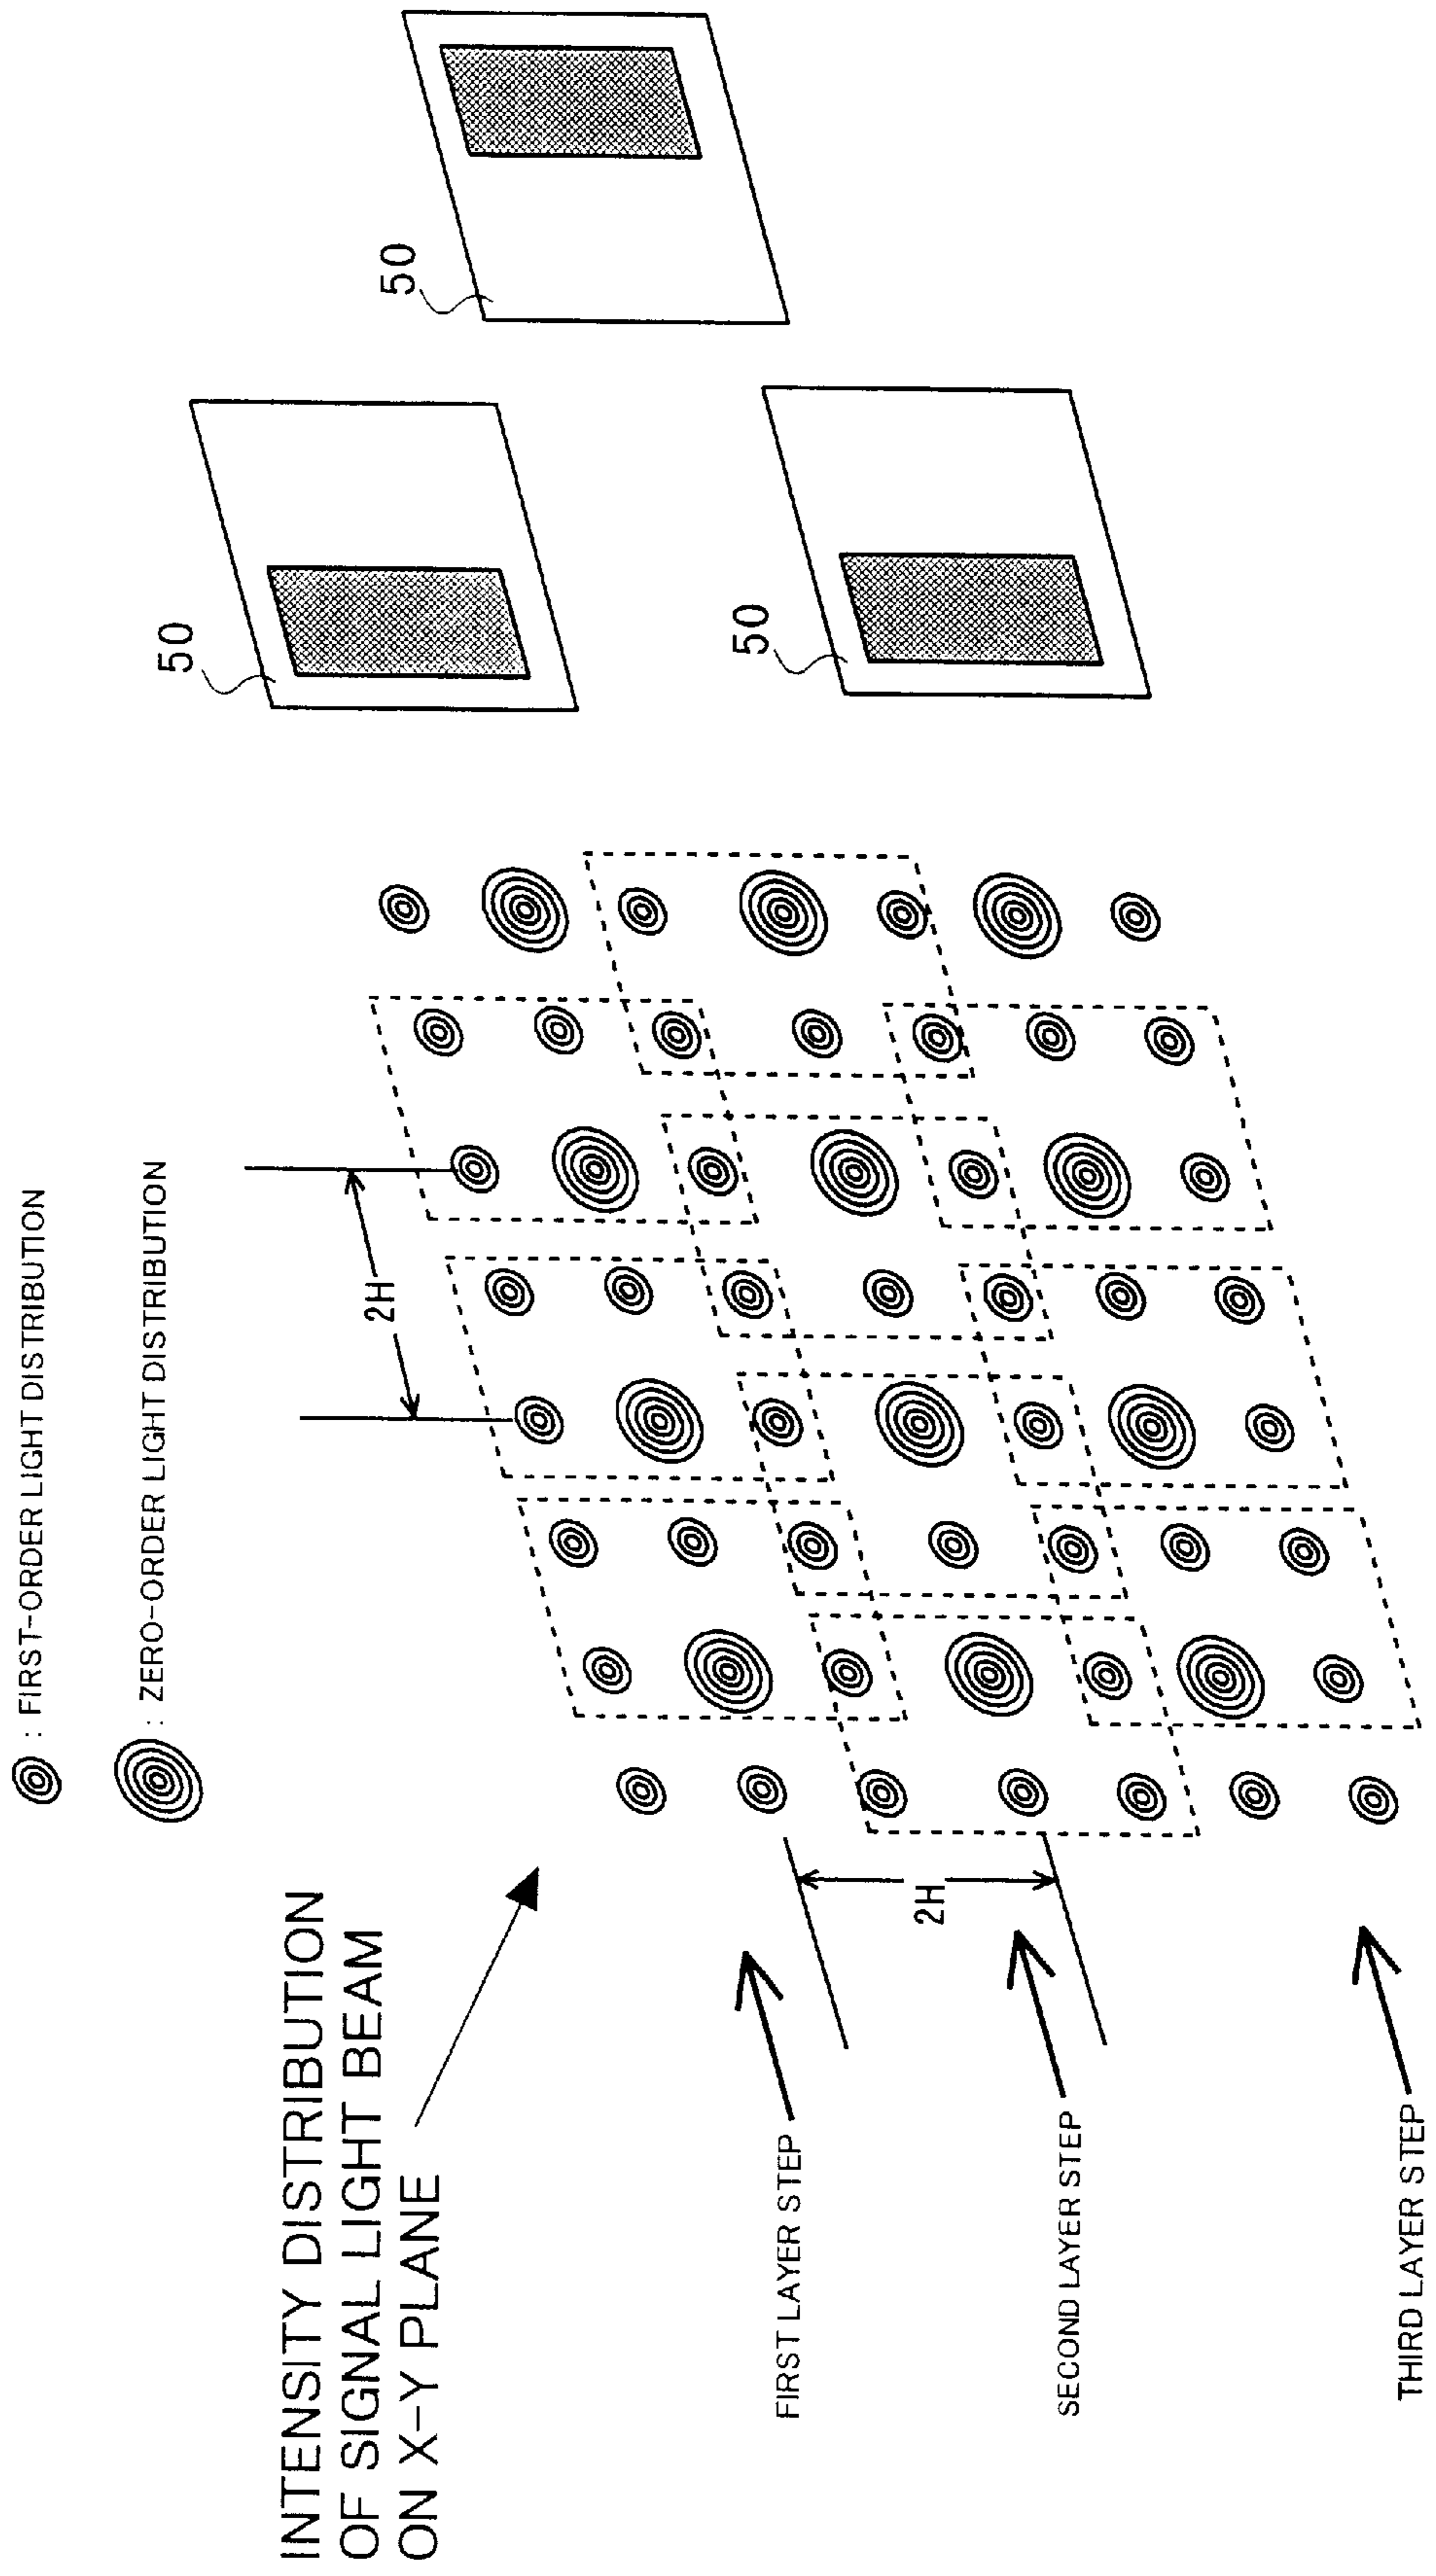 : FIRST-ORDER LIGHT DISTRIBUTION
: ZERO-ORDER LIGHT DISTRIBUTION
INTENSITY DISTRIBUTION
OF SIGNAL LIGHT BEAM
ON X-Y PLANE
2H
2H
FIRST LAYER STEP
SECOND LAYER STEP
THIRD LAYER STEP
50
50
50